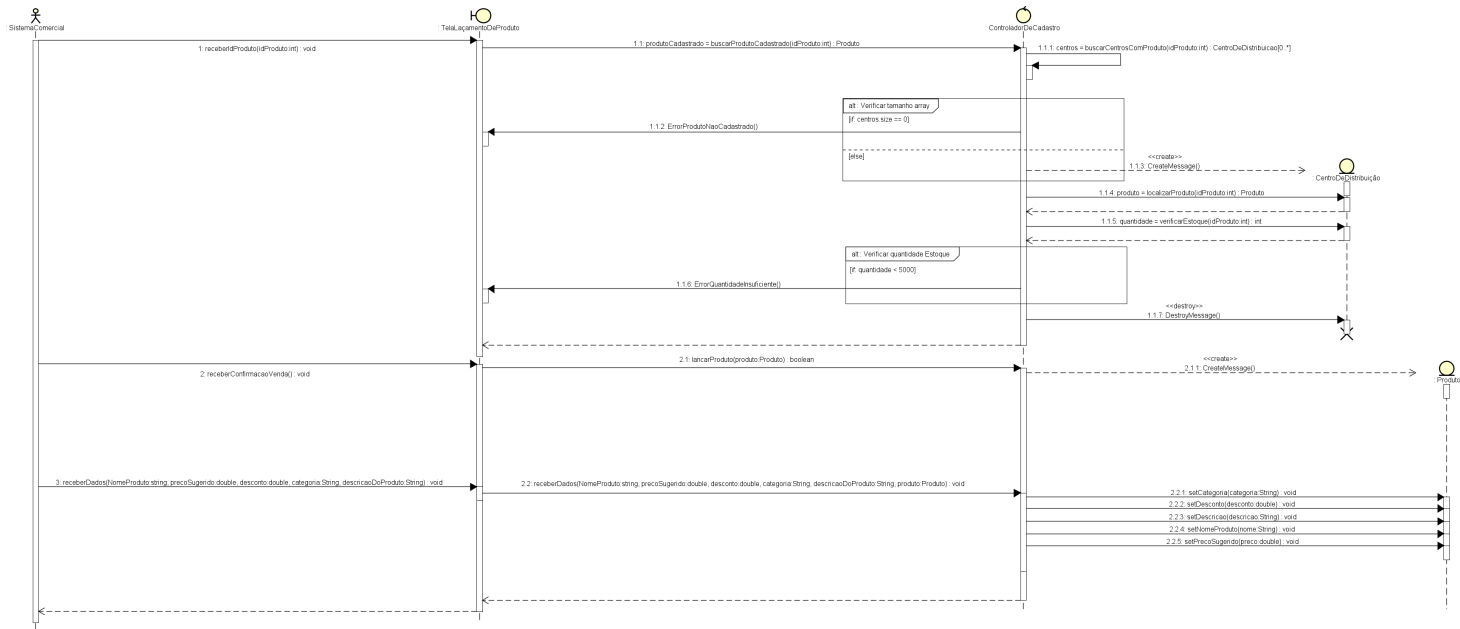 : SistemaComercial
: TelaLaçamentoDeProduto
: ControladorDeCadastro
1: receberIdProduto(idProduto:int) : void
1.1: produtoCadastrado = buscarProdutoCadastrado(idProduto:int) : Produto
1.1.1: centros = buscarCentrosComProduto(idProduto:int) : CentroDeDistribuicao[0..*]
alt : Verificar tamanho array
[if: centros.size == 0]
1.1.2: ErrorProdutoNaoCadastrado()
[else]
<<create>>
1.1.3: CreateMessage()
: CentroDeDistribuição
1.1.4: produto = localizarProduto(idProduto:int) : Produto
1.1.5: quantidade = verificarEstoque(idProduto:int) : int
alt : Verificar quantidade Estoque
[if: quantidade < 5000]
1.1.6: ErrorQuantidadeInsuficiente()
<<destroy>>
1.1.7: DestroyMessage()
2: receberConfirmacaoVenda() : void
2.1: lancarProduto(produto:Produto) : boolean
<<create>>
2.1.1: CreateMessage()
: Produto
3: receberDados(NomeProduto:string, precoSugerido:double, desconto:double, categoria:String, descricaoDoProduto:String) : void
2.2: receberDados(NomeProduto:string, precoSugerido:double, desconto:double, categoria:String, descricaoDoProduto:String, produto:Produto) : void
2.2.1: setCategoria(categoria:String) : void
2.2.2: setDesconto(desconto:double) : void
2.2.3: setDescricao(descricao:String) : void
2.2.4: setNomeProduto(nome:String) : void
2.2.5: setPrecoSugerido(preco:double) : void